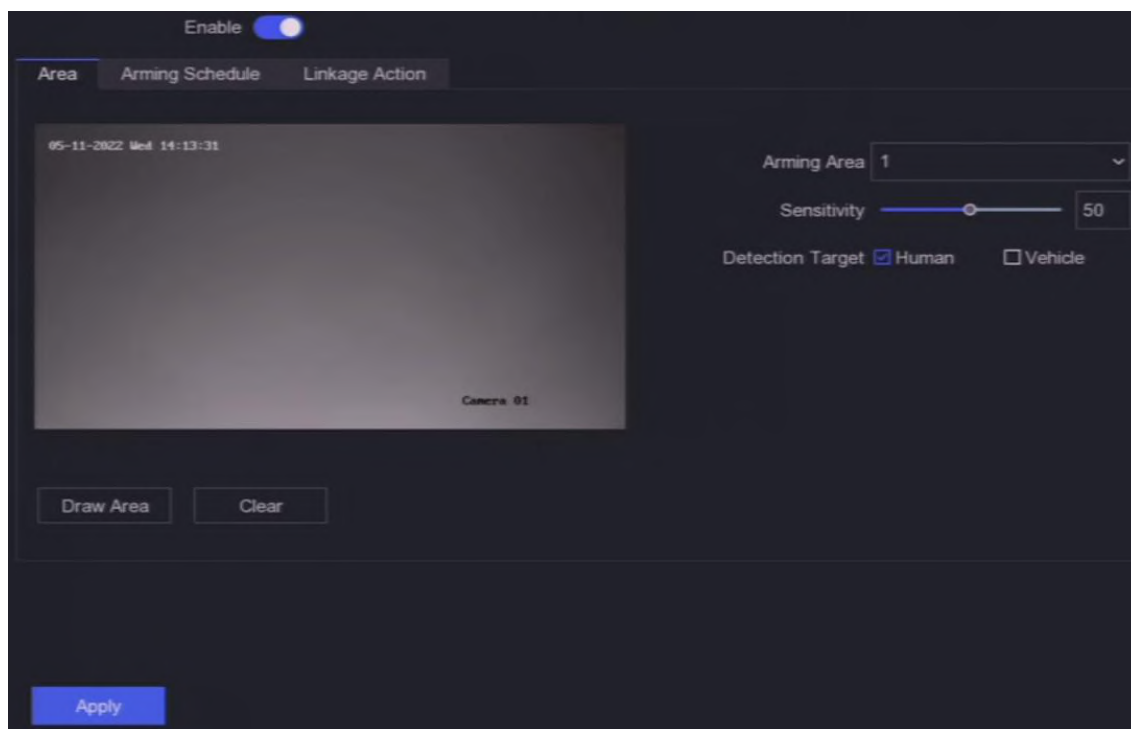 Enable
Area Arming Schedule Linkage Action
05-11-2022 Wed 14:13:31
Arming Area 1
Sensitivity 50
Detection Target Human Vehicle
Camera 01
Draw Area Clear
Apply